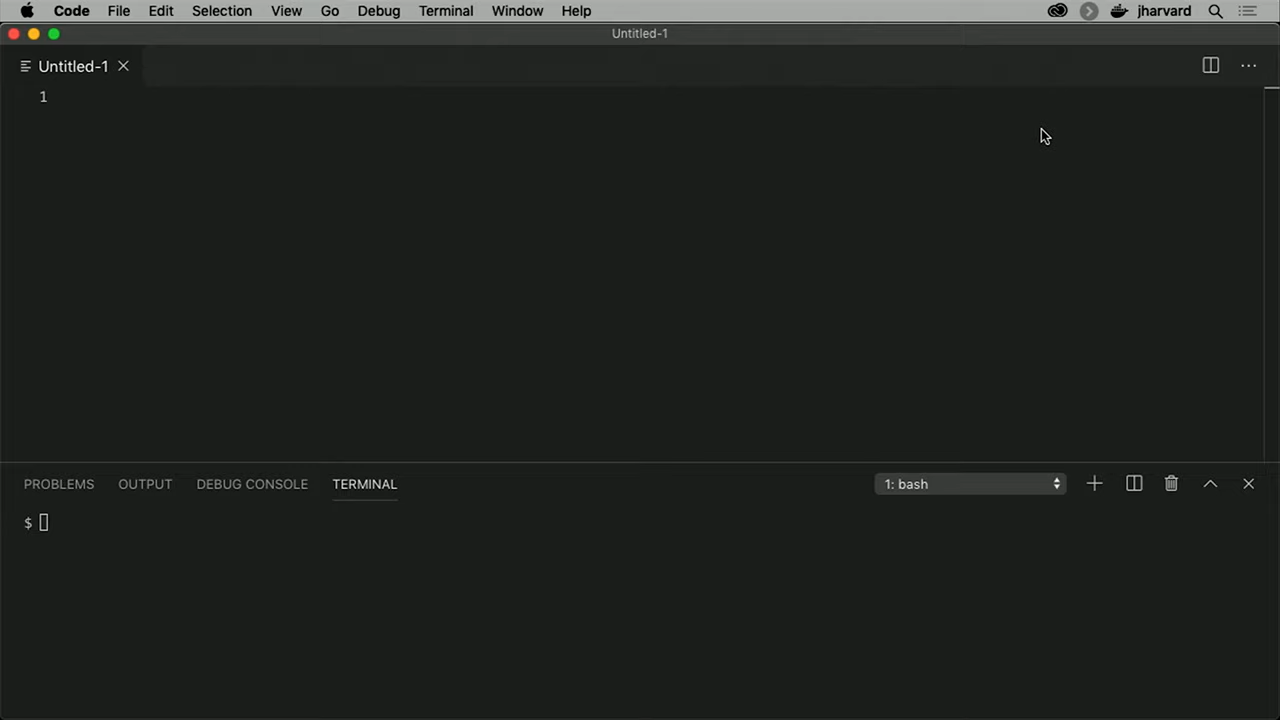 Code File Edit Selection View Go Debug Terminal Window Help jharvard
Untitled-1
Untitled-1
1
PROBLEMS OUTPUT DEBUG CONSOLE TERMINAL 1: bash
$